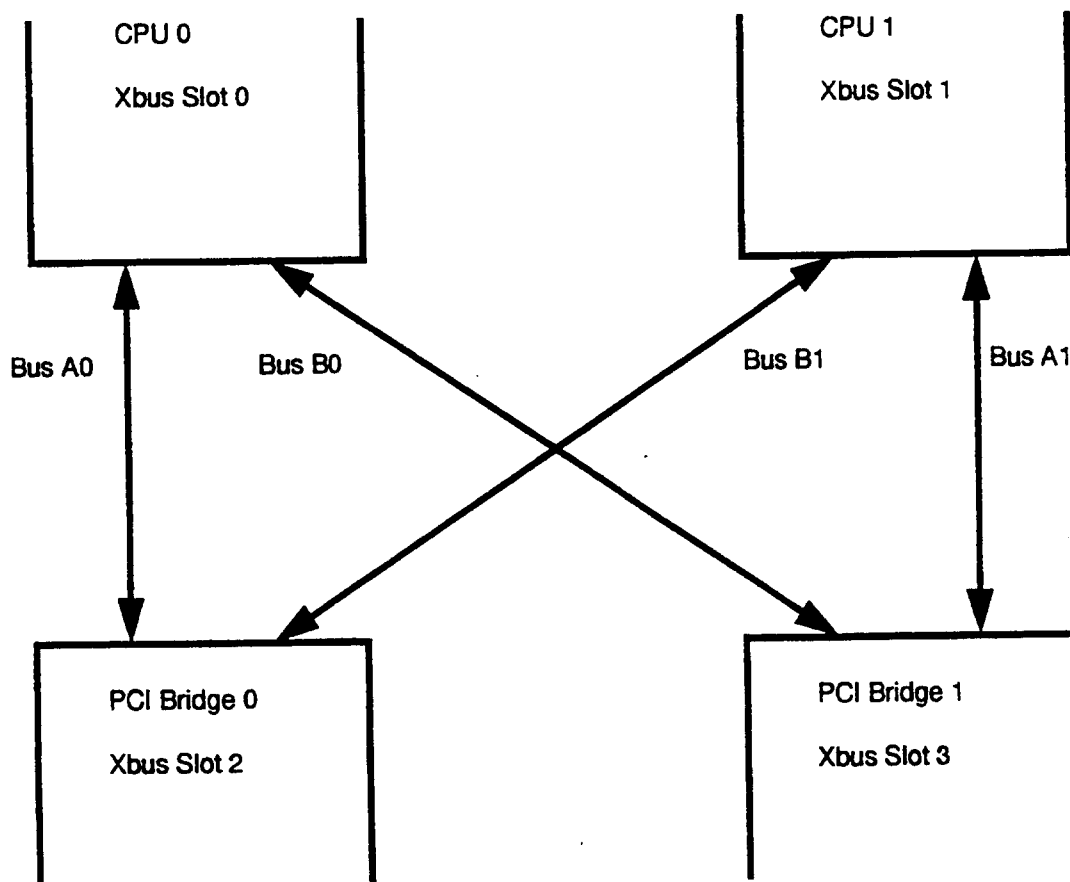 CPU 0
Xbus Slot 0
CPU 1
Xbus Slot 1
Bus A0
Bus B0
Bus B1
Bus A1
PCI Bridge 0
Xbus Slot 2
PCI Bridge 1
Xbus Slot 3